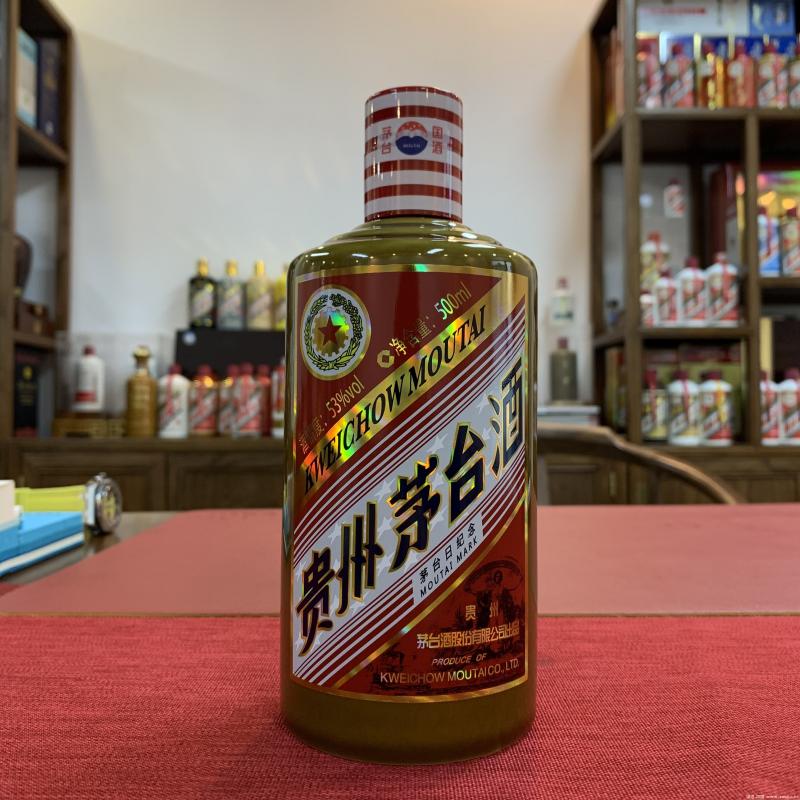 茅台
国酒
MOUTAI
净含量: 500ml
酒精度: 53%vol
KWEICHOW MOUTAI
贵州茅台酒
茅台日纪念
MOUTAI MARK
贵州
茅台酒股份有限公司出品
PRODUCE OF
KWEICHOW MOUTAI CO., LTD.